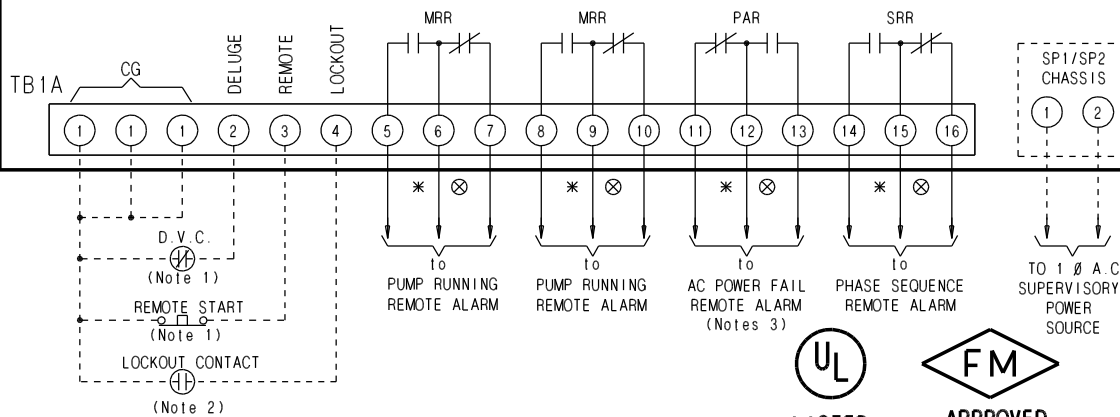 MRR MRR PAR SRR
DELUGE
REMOTE
LOCKOUT
CG
TB1A
SP1/SP2
CHASSIS
1 1 1 2 3 4 5 6 7 8 9 10 11 12 13 14 15 16
1 2
* ⊗ * ⊗ * ⊗ * ⊗
D.V.C.
(Note 1)
REMOTE START
(Note 1)
LOCKOUT CONTACT
(Note 2)
to
PUMP RUNNING
REMOTE ALARM
to
PUMP RUNNING
REMOTE ALARM
to
AC POWER FAIL
REMOTE ALARM
(Notes 3)
to
PHASE SEQUENCE
REMOTE ALARM
TO 1 Ø A.C
SUPERVISORY
POWER
SOURCE
UL
FM